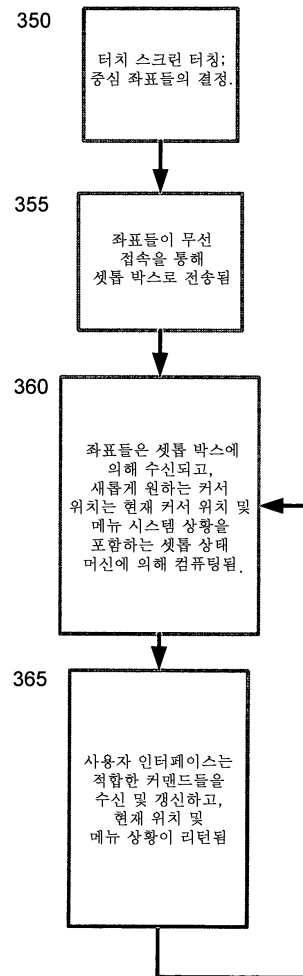 350
터치 스크린 터칭;
중심 좌표들의 결정.
355
좌표들이 무선
접속을 통해
셋톱 박스로 전송됨
360
좌표들은 셋톱 박스에
의해 수신되고,
새롭게 원하는 커서
위치는 현재 커서 위치 및
메뉴 시스템 상황을
포함하는 셋톱 상태
머신에 의해 컴퓨팅됨.
365
사용자 인터페이스는
적합한 커맨드들을
수신 및 갱신하고,
현재 위치 및
메뉴 상황이 리턴됨